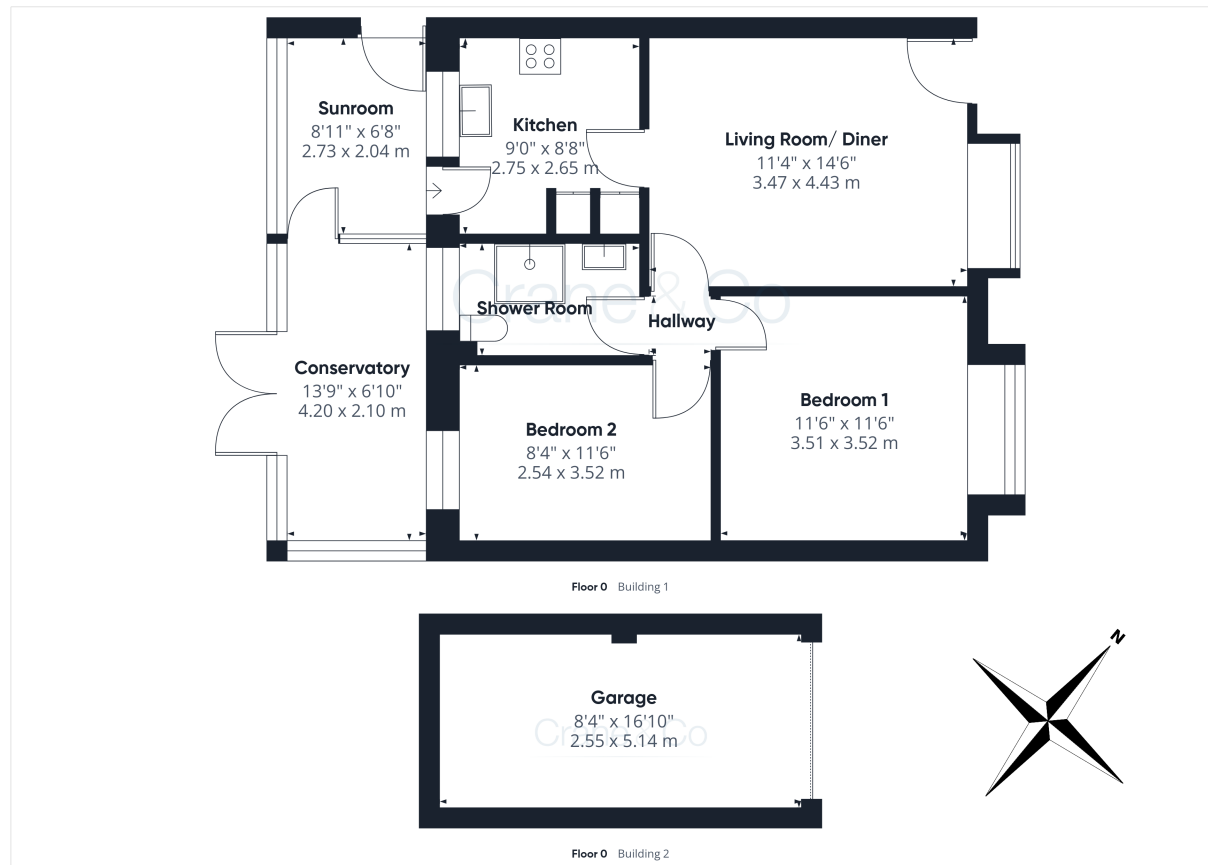 Sunroom
8'11" x 6'8"
2.73 x 2.04 m
Kitchen
9'0" x 8'8"
2.75 x 2.65 m
Living Room/ Diner
11'4" x 14'6"
3.47 x 4.43 m
Crane & Co
Shower Room
Hallway
Conservatory
13'9" x 6'10"
4.20 x 2.10 m
Bedroom 2
8'4" x 11'6"
2.54 x 3.52 m
Bedroom 1
11'6" x 11'6"
3.51 x 3.52 m
Floor 0 Building 1
N
Garage
8'4" x 16'10"
2.55 x 5.14 m
Crane & Co
Floor 0 Building 2